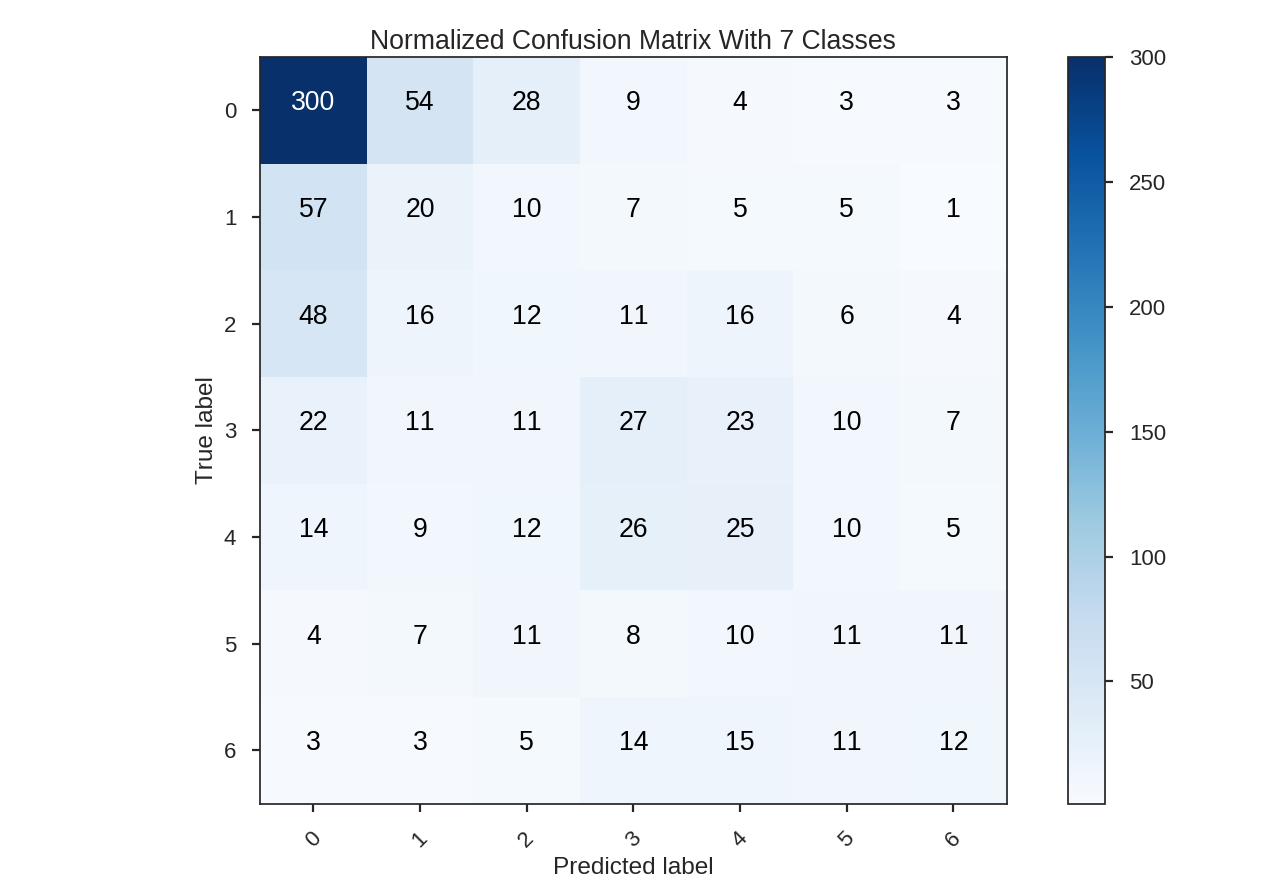 Normalized Confusion Matrix With 7 Classes
0 300 54 28 9 4 3 3
1 57 20 10 7 5 5 1
2 48 16 12 11 16 6 4
3 22 11 11 27 23 10 7
4 14 9 12 26 25 10 5
5 4 7 11 8 10 11 11
6 3 3 5 14 15 11 12
0 1 2 3 4 5 6
Predicted label
True label
300
250
200
150
100
50